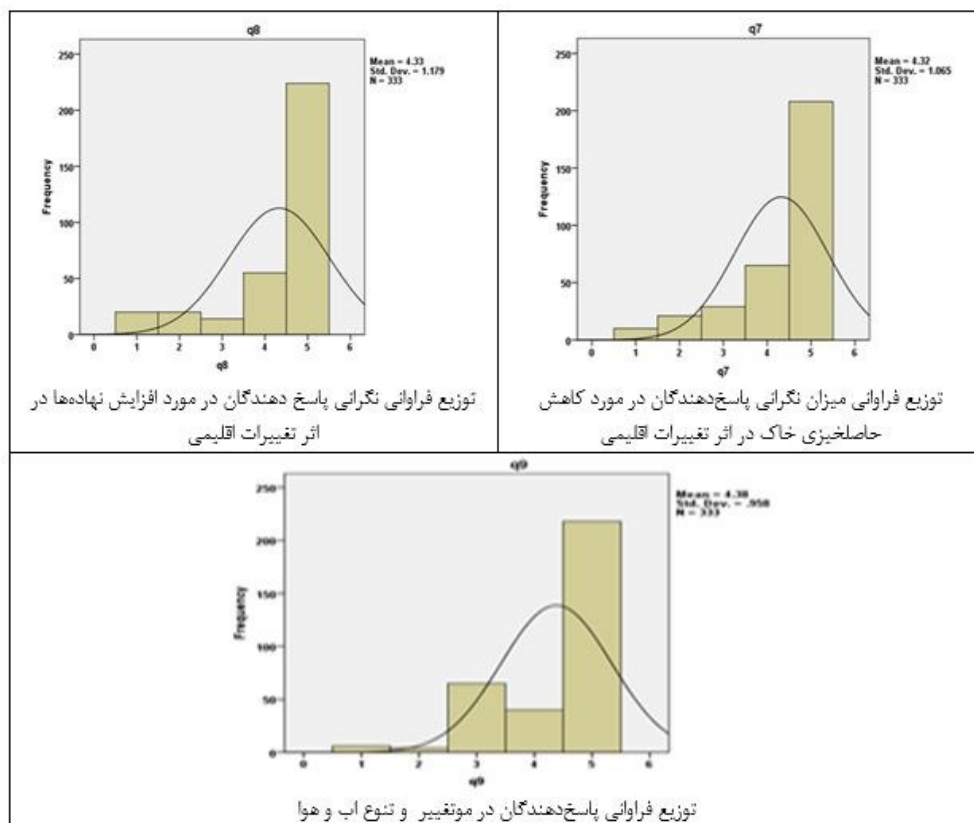 q8
250
200
150
100
50
0
Frequency
0 1 2 3 4 5 6
q8
Mean = 4.33
Std. Dev. = 1.179
N = 333
توزیع فراوانی نگرانی پاسخ دهندگان در مورد افزایش نهاده‌ها در
اثر تغییرات اقلیمی
q7
250
200
150
100
50
0
Frequency
0 1 2 3 4 5 6
q7
Mean = 4.32
Std. Dev. = 1.065
N = 333
توزیع فراوانی میزان نگرانی پاسخ‌دهندگان در مورد کاهش
حاصلخیزی خاک در اثر تغییرات اقلیمی
q9
250
200
150
100
50
0
Frequency
0 1 2 3 4 5 6
q9
Mean = 4.38
Std. Dev. = .958
N = 333
توزیع فراوانی پاسخ‌دهندگان در موتغییر و تنوع اب و هوا